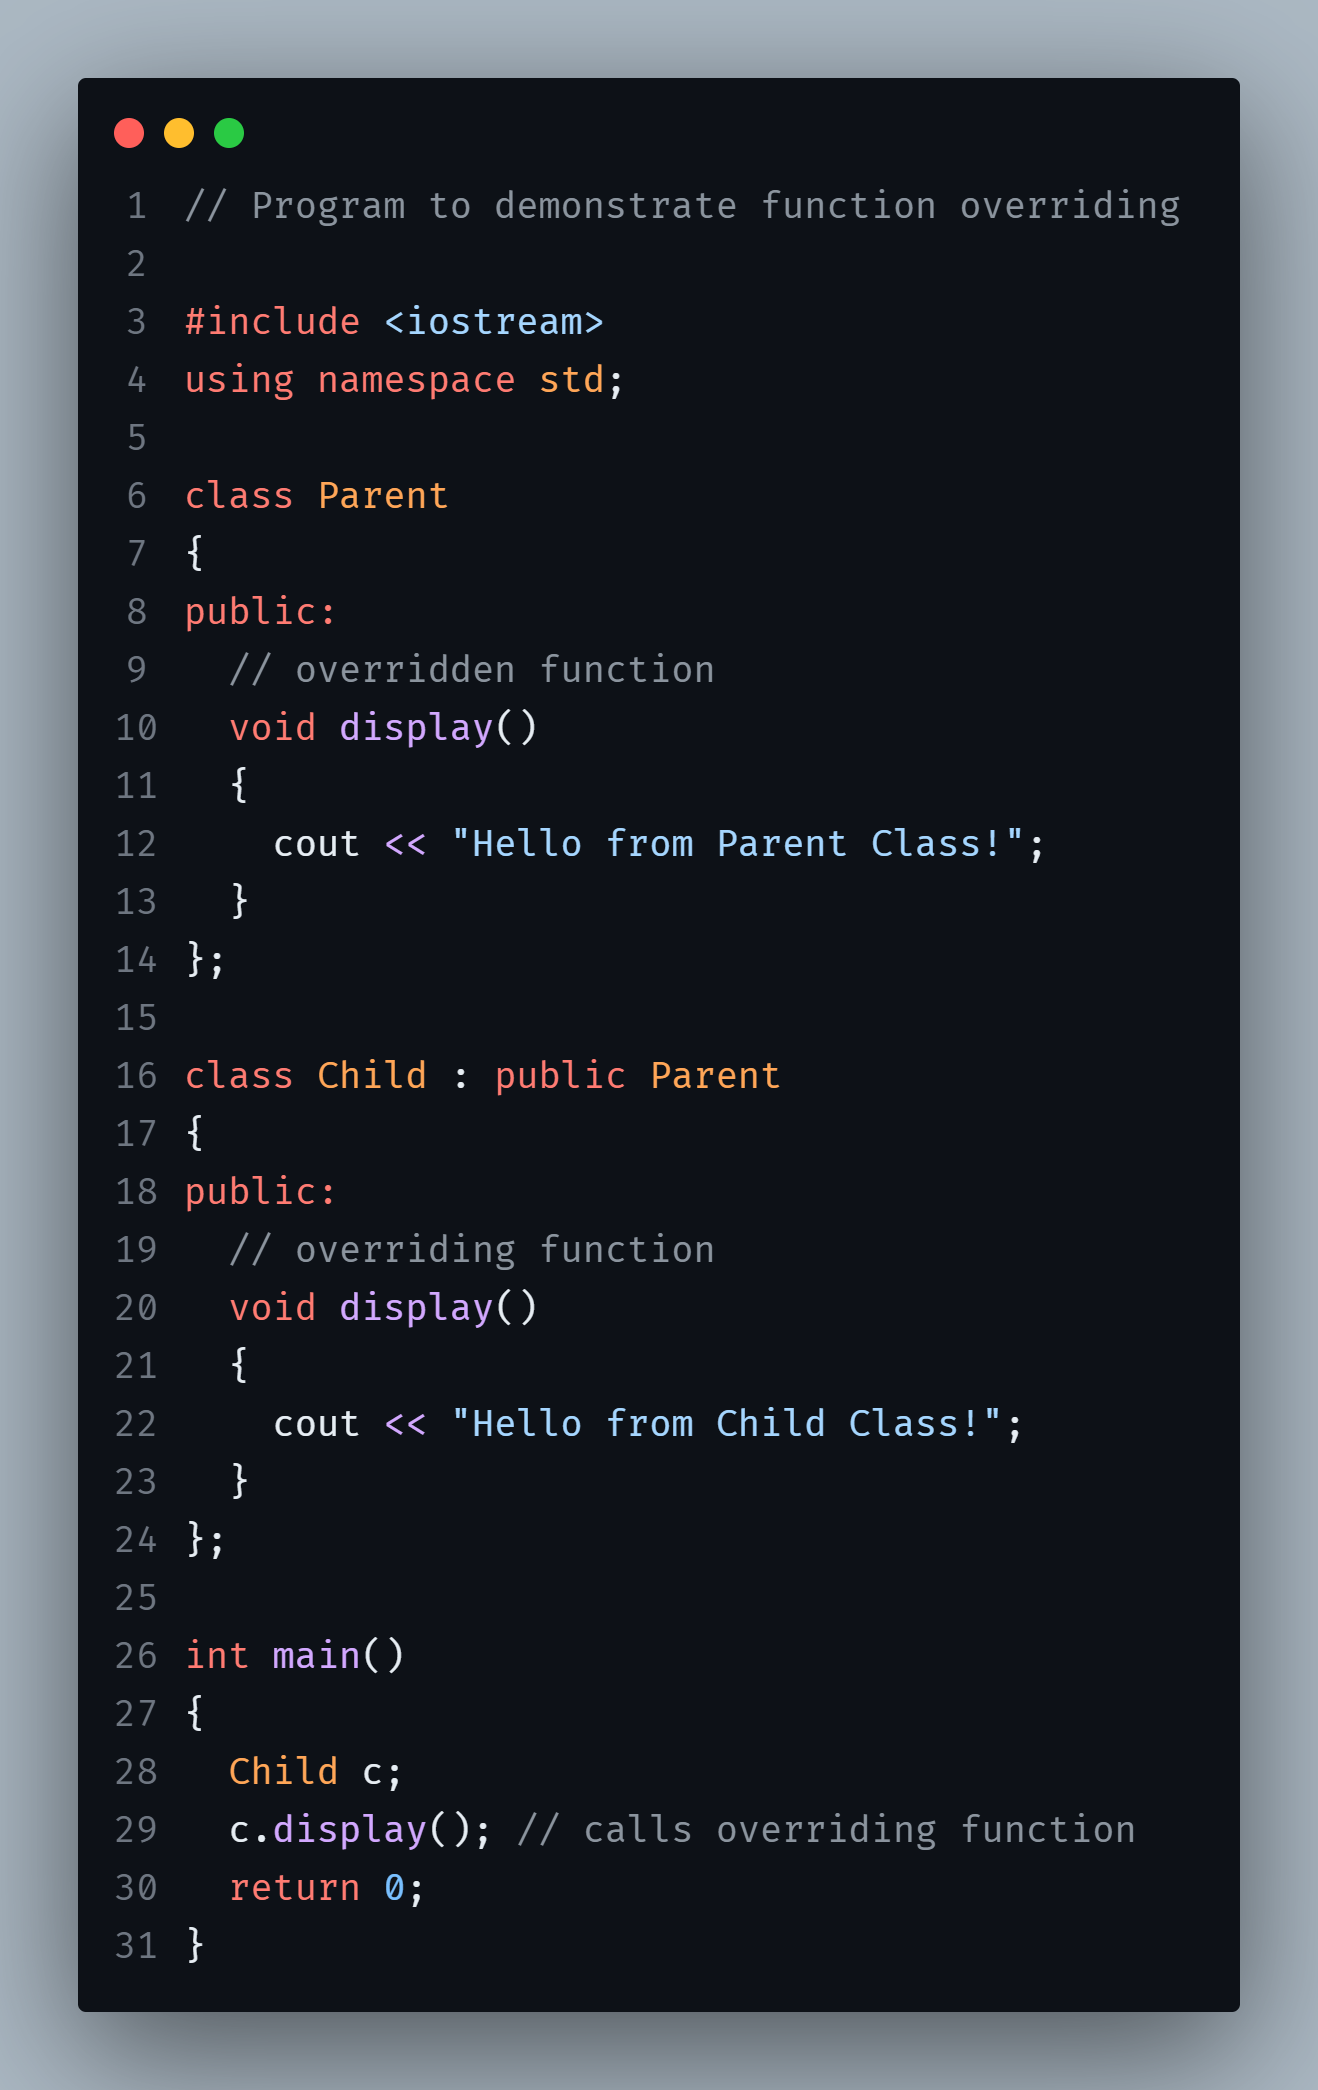 1 // Program to demonstrate function overriding
2
3 #include <iostream>
4 using namespace std;
5
6 class Parent
7 {
8 public:
9   // overridden function
10   void display()
11   {
12     cout << "Hello from Parent Class!";
13   }
14 };
15
16 class Child : public Parent
17 {
18 public:
19   // overriding function
20   void display()
21   {
22     cout << "Hello from Child Class!";
23   }
24 };
25
26 int main()
27 {
28   Child c;
29   c.display(); // calls overriding function
30   return 0;
31 }